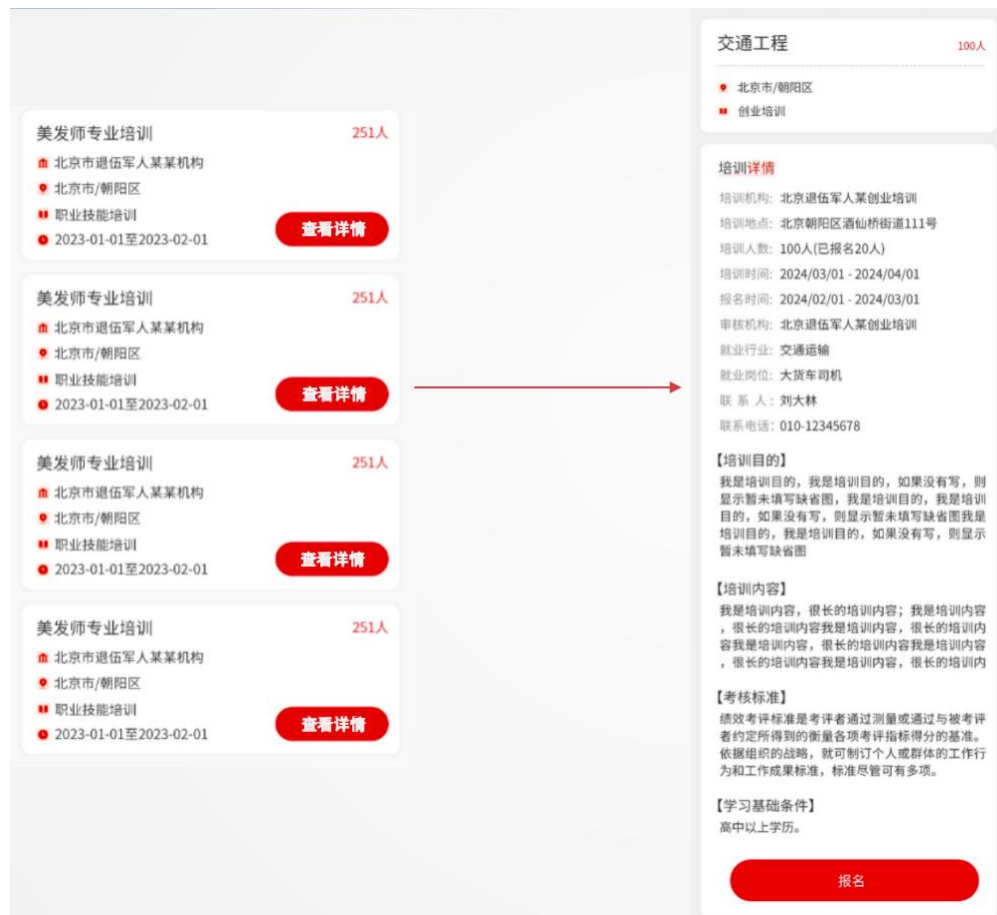 美发师专业培训
251人
北京市退伍军人某某机构
北京市/朝阳区
职业技能培训
查看详情
2023-01-01至2023-02-01
美发师专业培训
251人
北京市退伍军人某某机构
北京市/朝阳区
职业技能培训
查看详情
2023-01-01至2023-02-01
美发师专业培训
251人
北京市退伍军人某某机构
北京市/朝阳区
职业技能培训
查看详情
2023-01-01至2023-02-01
美发师专业培训
251人
北京市退伍军人某某机构
北京市/朝阳区
职业技能培训
查看详情
2023-01-01至2023-02-01
交通工程
100人
北京市/朝阳区
创业培训
培训详情
培训机构: 北京退伍军人某创业培训
培训地点: 北京朝阳区酒仙桥街道111号
培训人数: 100人(已报名20人)
培训时间: 2024/03/01 - 2024/04/01
报名时间: 2024/02/01 - 2024/03/01
审核机构: 北京退伍军人某创业培训
就业行业: 交通运输
就业岗位: 大货车司机
联 系 人: 刘大林
联系电话: 010-12345678
【培训目的】
我是培训目的，我是培训目的，如果没有写，则
显示暂未填写缺省图，我是培训目的，我是培训
目的，如果没有写，则显示暂未填写缺省图我是
培训目的，我是培训目的，如果没有写，则显示
暂未填写缺省图
【培训内容】
我是培训内容，很长的培训内容；我是培训内容
，很长的培训内容我是培训内容，很长的培训内
容我是培训内容，很长的培训内容我是培训内容
，很长的培训内容我是培训内容，很长的培训内
【考核标准】
绩效考评标准是考评者通过测量或通过与被考评
者约定所得到的衡量各项考评指标得分的基准。
依据组织的战略，就可制订个人或群体的工作行
为和工作成果标准，标准尽管可有多项。
【学习基础条件】
高中以上学历。
报名